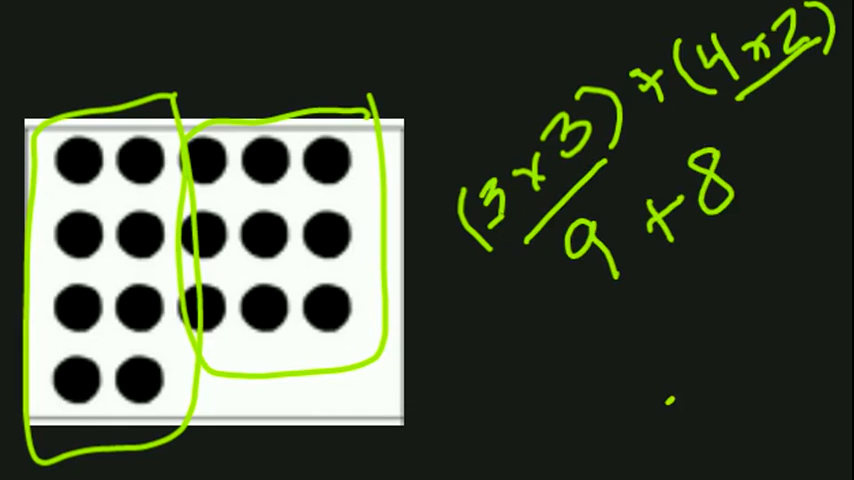 (3x3) + (4x2)
9 + 8